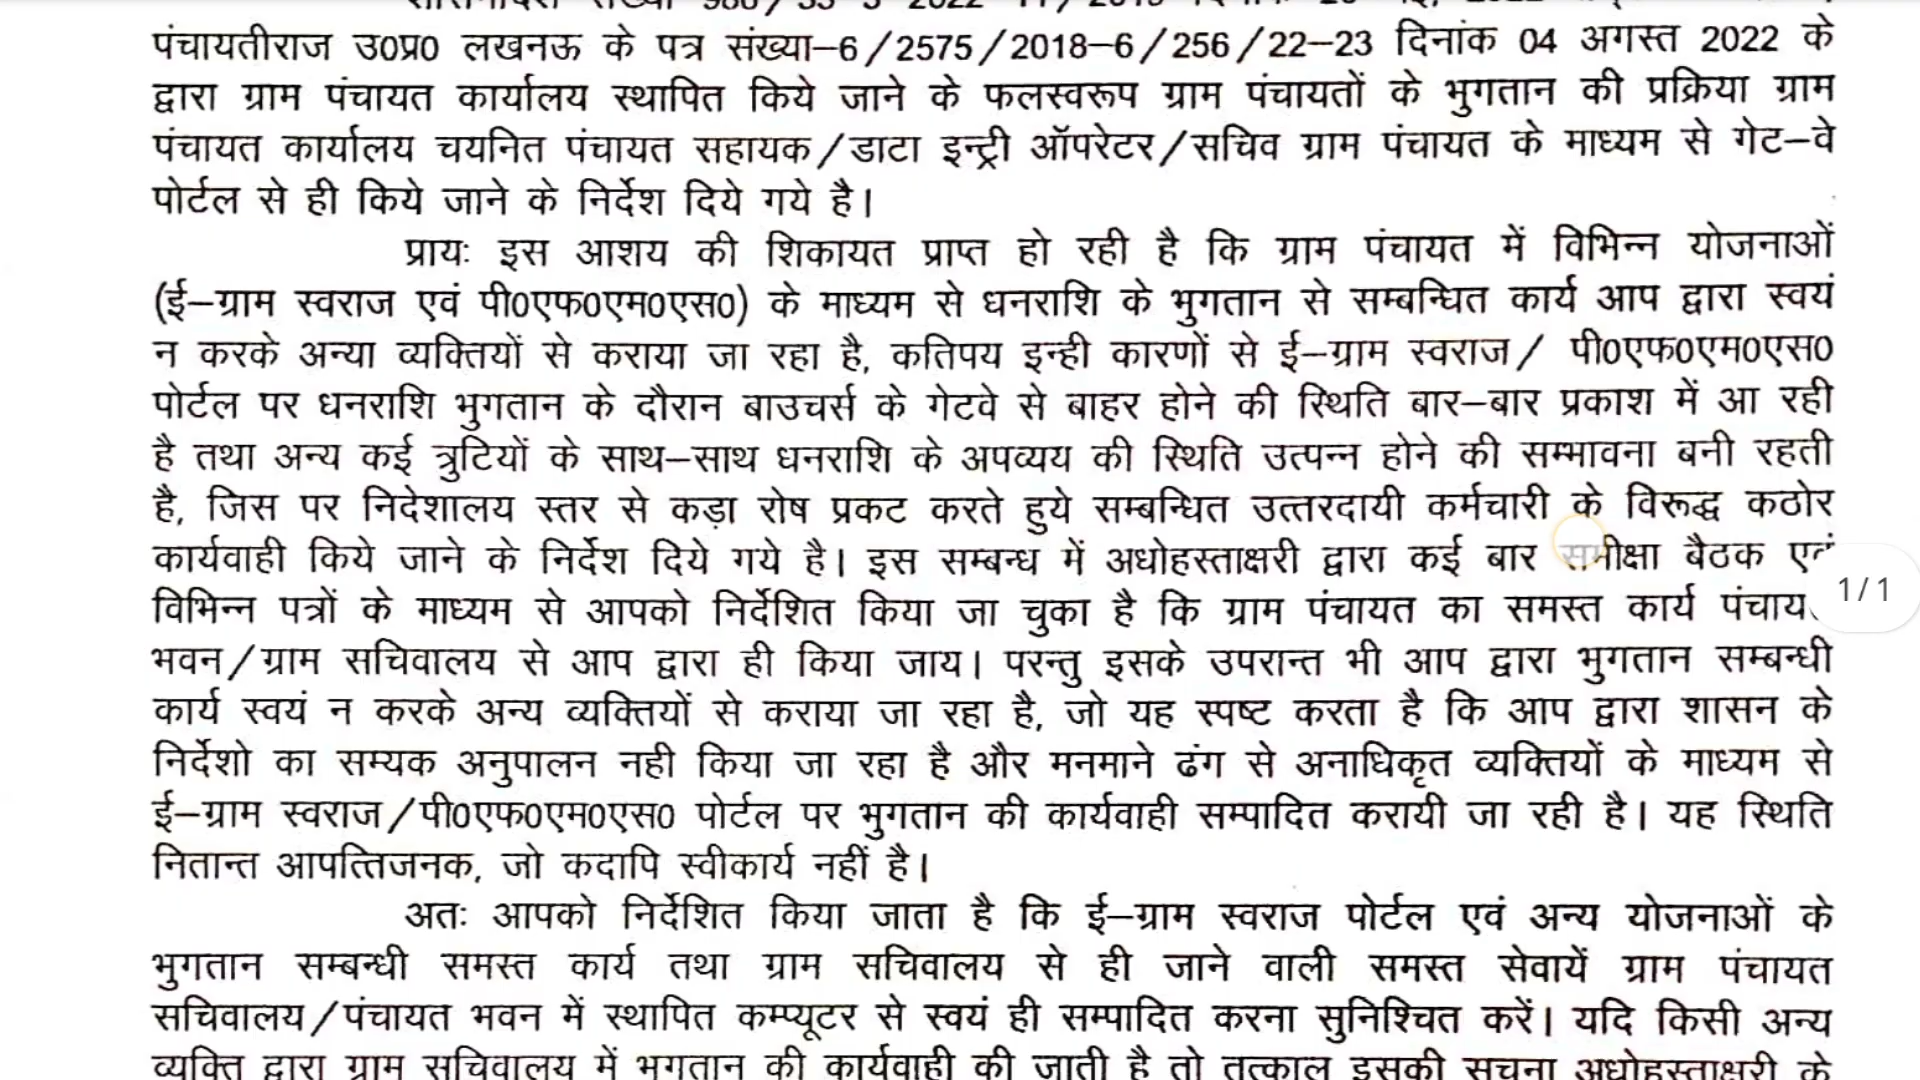 पंचायतीराज उ0प्र0 लखनऊ के पत्र संख्या–6/2575/2018–6/256/22–23 दिनांक 04 अगस्त 2022 के
द्वारा ग्राम पंचायत कार्यालय स्थापित किये जाने के फलस्वरूप ग्राम पंचायतों के भुगतान की प्रक्रिया ग्राम
पंचायत कार्यालय चयनित पंचायत सहायक/डाटा इन्ट्री ऑपरेटर/सचिव ग्राम पंचायत के माध्यम से गेट–वे
पोर्टल से ही किये जाने के निर्देश दिये गये है।
प्रायः इस आशय की शिकायत प्राप्त हो रही है कि ग्राम पंचायत में विभिन्न योजनाओं
(ई–ग्राम स्वराज एवं पी0एफ0एम0एस0) के माध्यम से धनराशि के भुगतान से सम्बन्धित कार्य आप द्वारा स्वयं
न करके अन्या व्यक्तियों से कराया जा रहा है, कतिपय इन्ही कारणों से ई–ग्राम स्वराज/ पी0एफ0एम0एस0
पोर्टल पर धनराशि भुगतान के दौरान बाउचर्स के गेटवे से बाहर होने की स्थिति बार–बार प्रकाश में आ रही
है तथा अन्य कई त्रुटियों के साथ–साथ धनराशि के अपव्यय की स्थिति उत्पन्न होने की सम्भावना बनी रहती
है, जिस पर निदेशालय स्तर से कड़ा रोष प्रकट करते हुये सम्बन्धित उत्तरदायी कर्मचारी के विरूद्ध कठोर
कार्यवाही किये जाने के निर्देश दिये गये है। इस सम्बन्ध में अधोहस्ताक्षरी द्वारा कई बार समीक्षा बैठक एवं
विभिन्न पत्रों के माध्यम से आपको निर्देशित किया जा चुका है कि ग्राम पंचायत का समस्त कार्य पंचायत
1/1
भवन/ग्राम सचिवालय से आप द्वारा ही किया जाय। परन्तु इसके उपरान्त भी आप द्वारा भुगतान सम्बन्धी
कार्य स्वयं न करके अन्य व्यक्तियों से कराया जा रहा है, जो यह स्पष्ट करता है कि आप द्वारा शासन के
निर्देशो का सम्यक अनुपालन नही किया जा रहा है और मनमाने ढंग से अनाधिकृत व्यक्तियों के माध्यम से
ई–ग्राम स्वराज/पी0एफ0एम0एस0 पोर्टल पर भुगतान की कार्यवाही सम्पादित करायी जा रही है। यह स्थिति
नितान्त आपत्तिजनक, जो कदापि स्वीकार्य नहीं है।
अतः आपको निर्देशित किया जाता है कि ई–ग्राम स्वराज पोर्टल एवं अन्य योजनाओं के
भुगतान सम्बन्धी समस्त कार्य तथा ग्राम सचिवालय से ही जाने वाली समस्त सेवायें ग्राम पंचायत
सचिवालय/पंचायत भवन में स्थापित कम्प्यूटर से स्वयं ही सम्पादित करना सुनिश्चित करें। यदि किसी अन्य
व्यक्ति द्वारा ग्राम सचिवालय में भुगतान की कार्यवाही की जाती है तो तत्काल इसकी सूचना अधोहस्ताक्षरी के